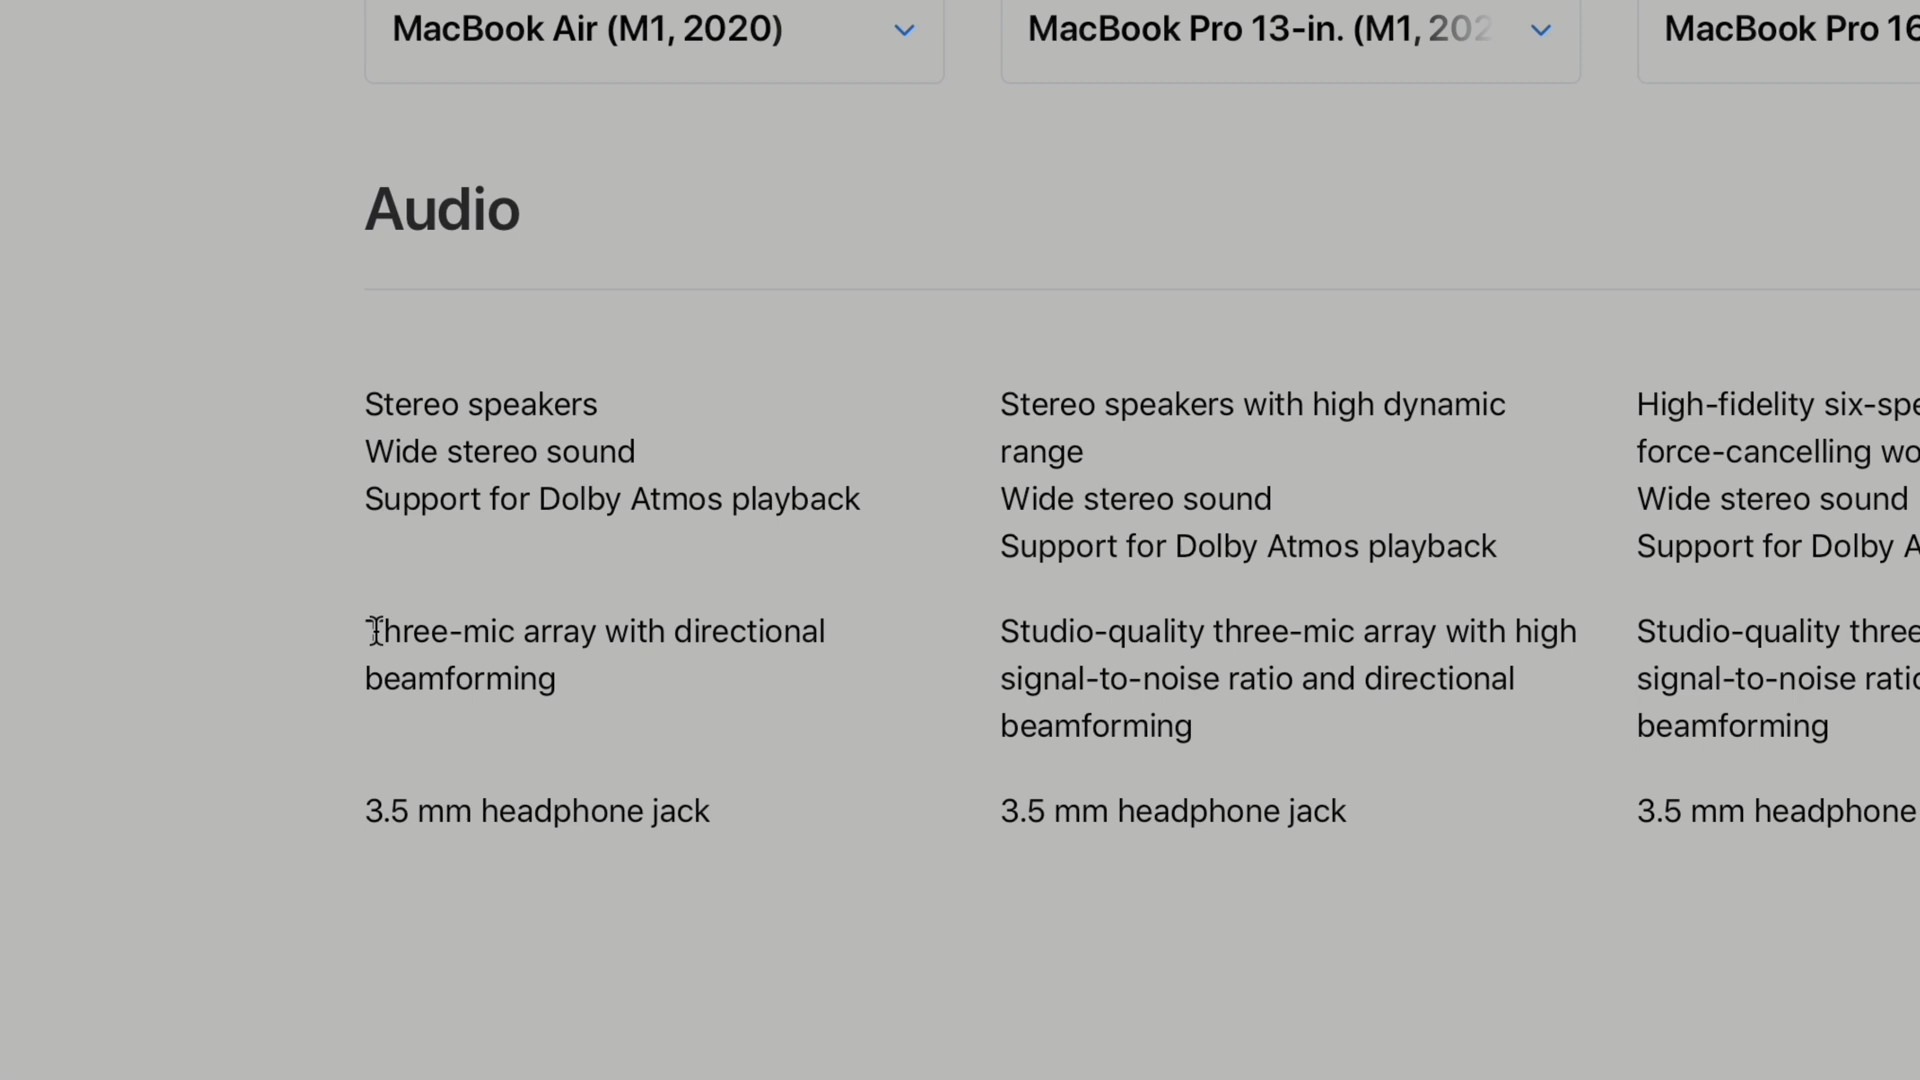 MacBook Air (M1, 2020)
MacBook Pro 13-in. (M1, 202
MacBook Pro 16
Audio
Stereo speakers
Wide stereo sound
Support for Dolby Atmos playback
Stereo speakers with high dynamic
range
Wide stereo sound
Support for Dolby Atmos playback
High-fidelity six-spe
force-cancelling wo
Wide stereo sound
Support for Dolby A
Three-mic array with directional
beamforming
Studio-quality three-mic array with high
signal-to-noise ratio and directional
beamforming
Studio-quality three
signal-to-noise ratio
beamforming
3.5 mm headphone jack
3.5 mm headphone jack
3.5 mm headphone